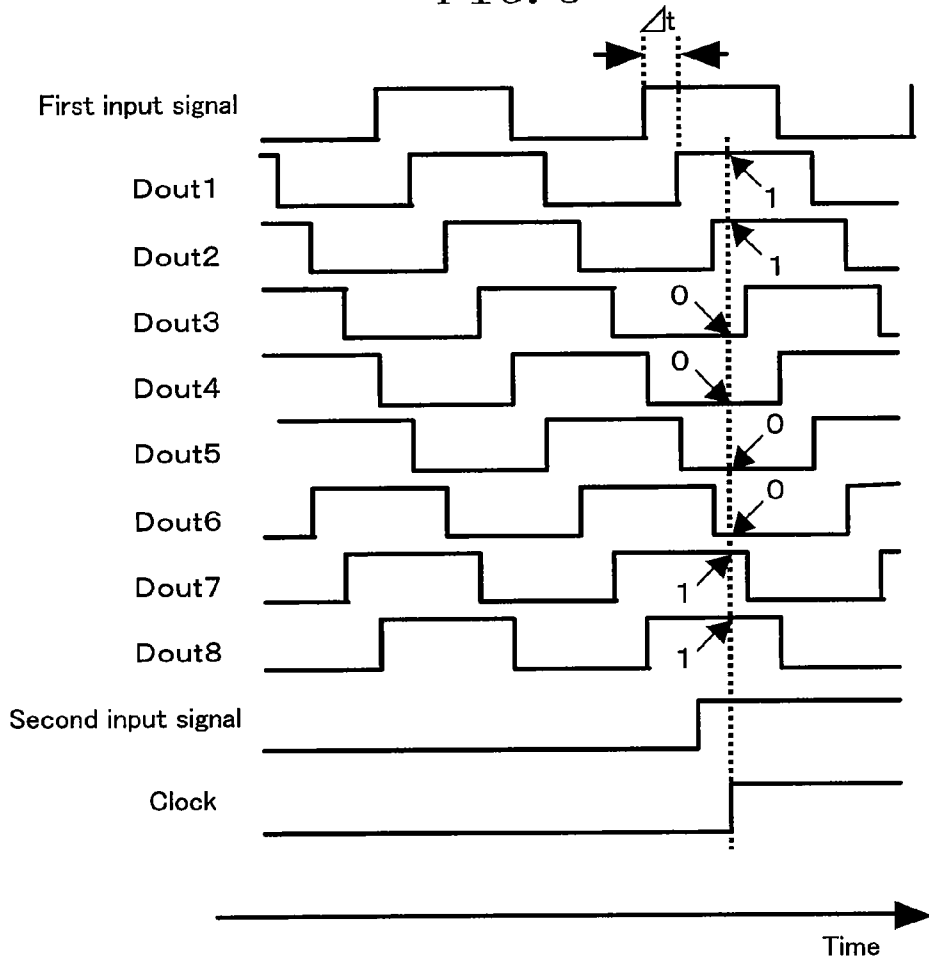 ⊿t
First input signal
Dout1
1
Dout2
1
Dout3
0
Dout4
0
Dout5
0
Dout6
0
Dout7
1
Dout8
1
Second input signal
Clock
Time